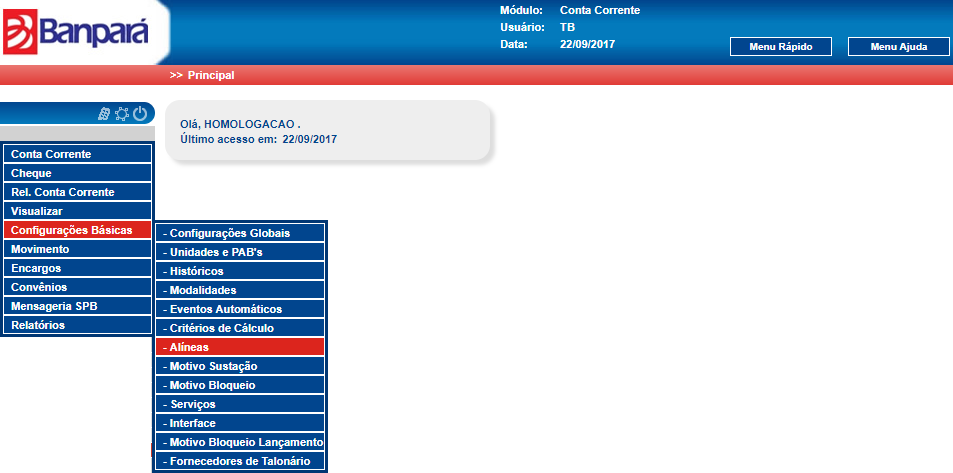 Banpará
Módulo: Conta Corrente
Usuário: TB
Data: 22/09/2017
Menu Rápido
Menu Ajuda
>> Principal
Olá, HOMOLOGACAO .
Último acesso em: 22/09/2017
Conta Corrente
Cheque
Rel. Conta Corrente
Visualizar
Configurações Básicas
Movimento
Encargos
Convênios
Mensageria SPB
Relatórios
- Configurações Globais
- Unidades e PAB's
- Históricos
- Modalidades
- Eventos Automáticos
- Critérios de Cálculo
- Alíneas
- Motivo Sustação
- Motivo Bloqueio
- Serviços
- Interface
- Motivo Bloqueio Lançamento
- Fornecedores de Talonário